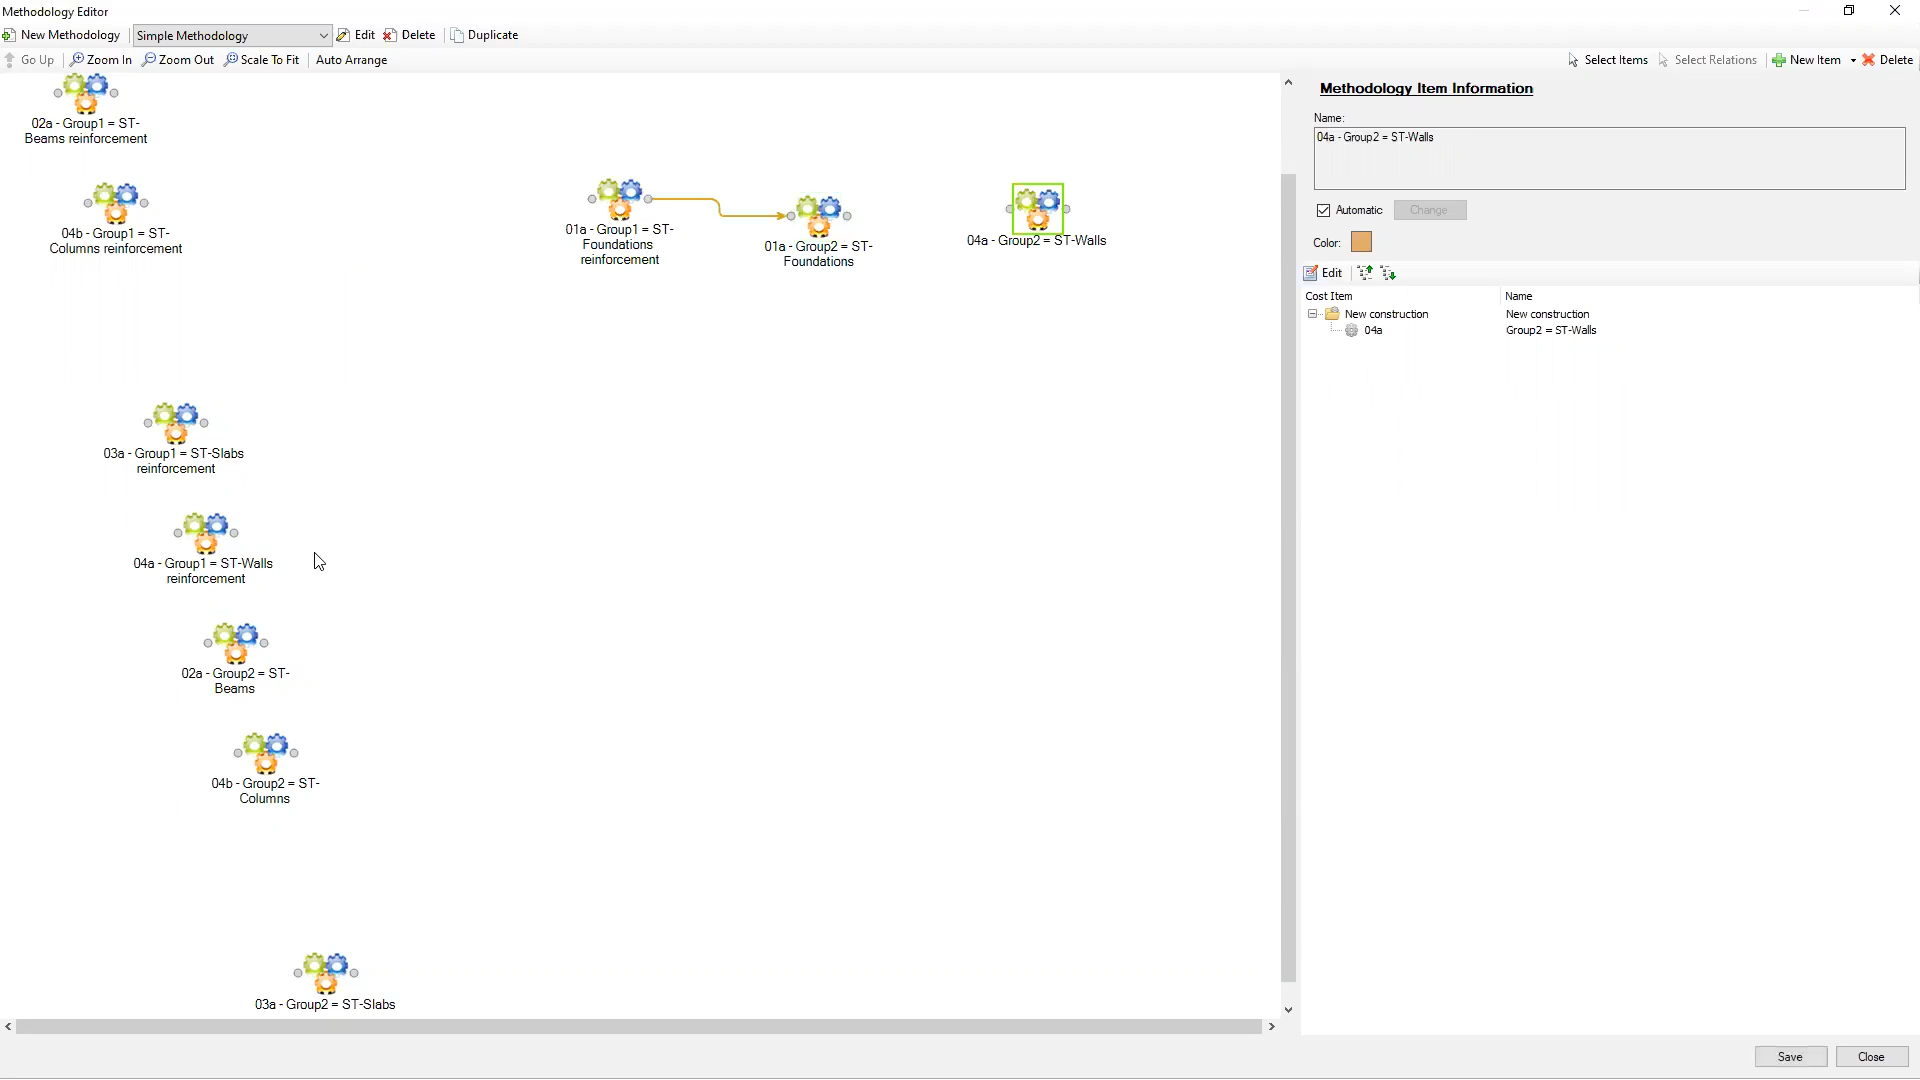 Methodology Editor
New Methodology Simple Methodology Edit Delete Duplicate
Go Up Zoom In Zoom Out Scale To Fit Auto Arrange Select Items Select Relations New Item Delete
02a - Group1 = ST-
Beams reinforcement
04b - Group1 = ST-
Columns reinforcement
01a - Group1 = ST-
Foundations
reinforcement
01a - Group2 = ST-
Foundations
04a - Group2 = ST-Walls
03a - Group1 = ST-Slabs
reinforcement
04a - Group1 = ST-Walls
reinforcement
02a - Group2 = ST-
Beams
04b - Group2 = ST-
Columns
03a - Group2 = ST-Slabs
Methodology Item Information
Name:
04a - Group2 = ST-Walls
Automatic Change
Color:
Edit
Cost Item Name
New construction New construction
04a Group2 = ST-Walls
Save Close